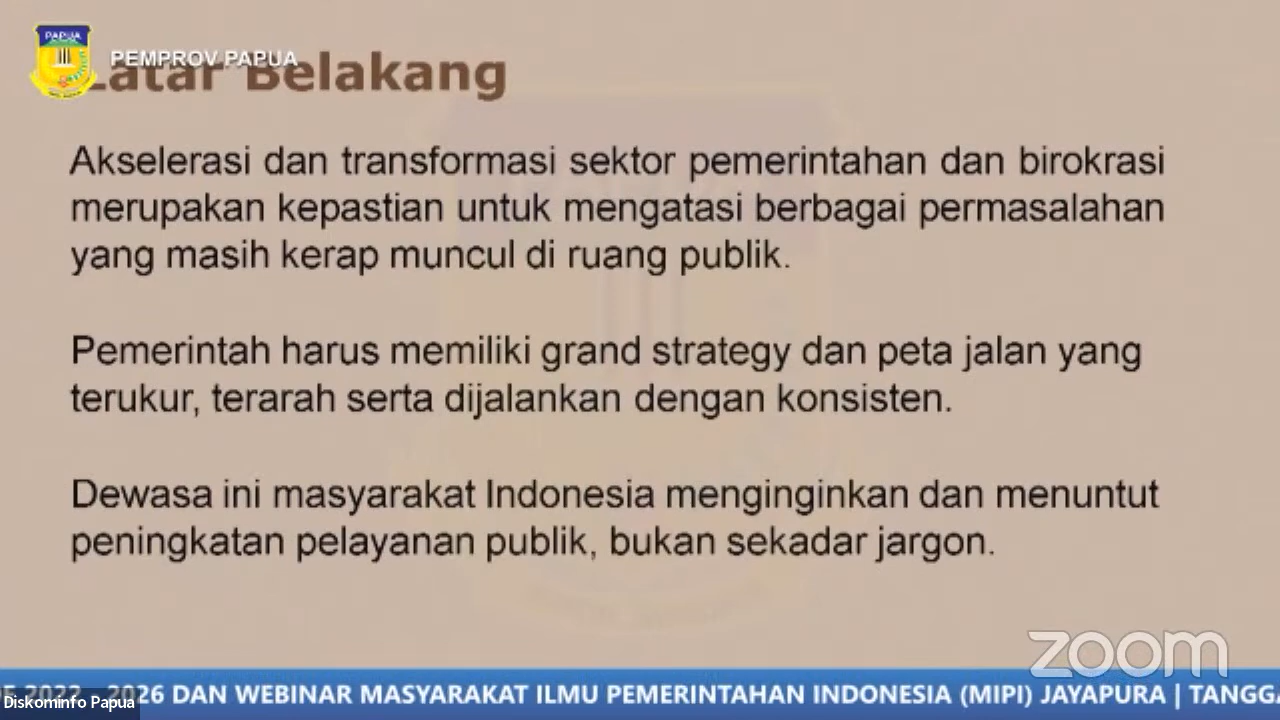 PAPUA
PEMPROV PAPUA
Latar Belakang
Akselerasi dan transformasi sektor pemerintahan dan birokrasi
merupakan kepastian untuk mengatasi berbagai permasalahan
yang masih kerap muncul di ruang publik.
Pemerintah harus memiliki grand strategy dan peta jalan yang
terukur, terarah serta dijalankan dengan konsisten.
Dewasa ini masyarakat Indonesia menginginkan dan menuntut
peningkatan pelayanan publik, bukan sekadar jargon.
zoom
2022 - 2026 DAN WEBINAR MASYARAKAT ILMU PEMERINTAHAN INDONESIA (MIPI) JAYAPURA | TANGGA
Diskominfo Papua